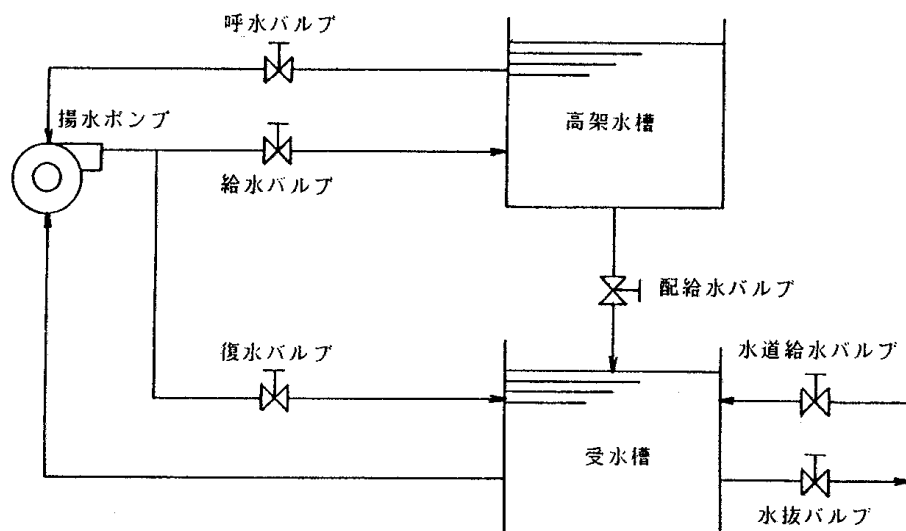 呼水バルブ
揚水ポンプ
高架水槽
給水バルブ
配給水バルブ
復水バルブ
水道給水バルブ
受水槽
水抜バルブ